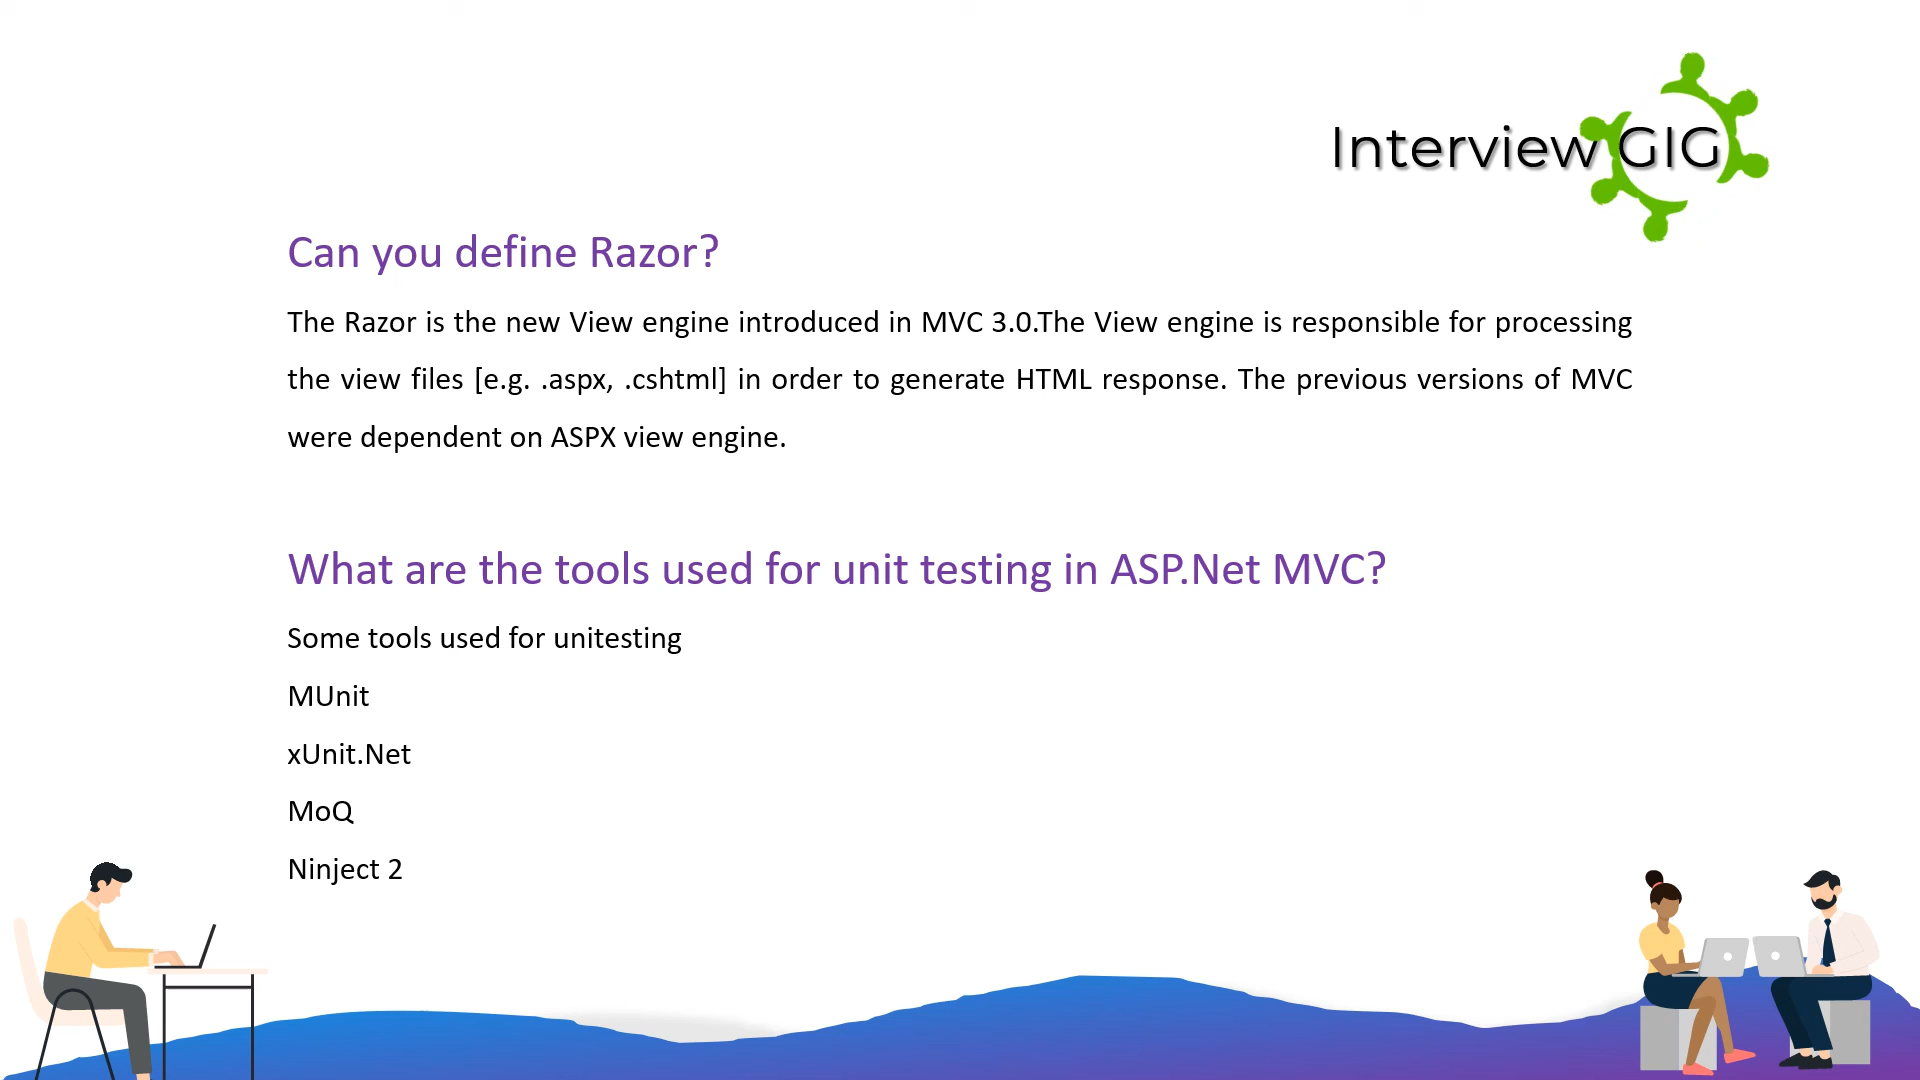 Interview GIG
Can you define Razor?
The Razor is the new View engine introduced in MVC 3.0.The View engine is responsible for processing
the view files [e.g. .aspx, .cshtml] in order to generate HTML response. The previous versions of MVC
were dependent on ASPX view engine.
What are the tools used for unit testing in ASP.Net MVC?
Some tools used for unitesting
MUnit
xUnit.Net
MoQ
Ninject 2